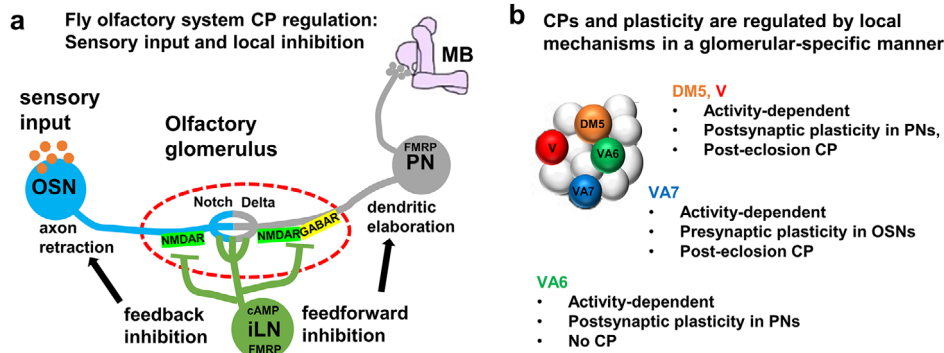 a
Fly olfactory system CP regulation:
Sensory input and local inhibition
MB
sensory
input
OSN
Olfactory
glomerulus
FMRP
PN
Notch
Delta
NMDAR
NMDAR
GABAR
axon
retraction
dendritic
elaboration
feedback
inhibition
cAMP
iLN
FMRP
feedforward
inhibition
b
CPs and plasticity are regulated by local
mechanisms in a glomerular-specific manner
DM5
V
VA6
VA7
DM5, V
• Activity-dependent
• Postsynaptic plasticity in PNs,
• Post-eclosion CP
VA7
• Activity-dependent
• Presynaptic plasticity in OSNs
• Post-eclosion CP
VA6
• Activity-dependent
• Postsynaptic plasticity in PNs
• No CP